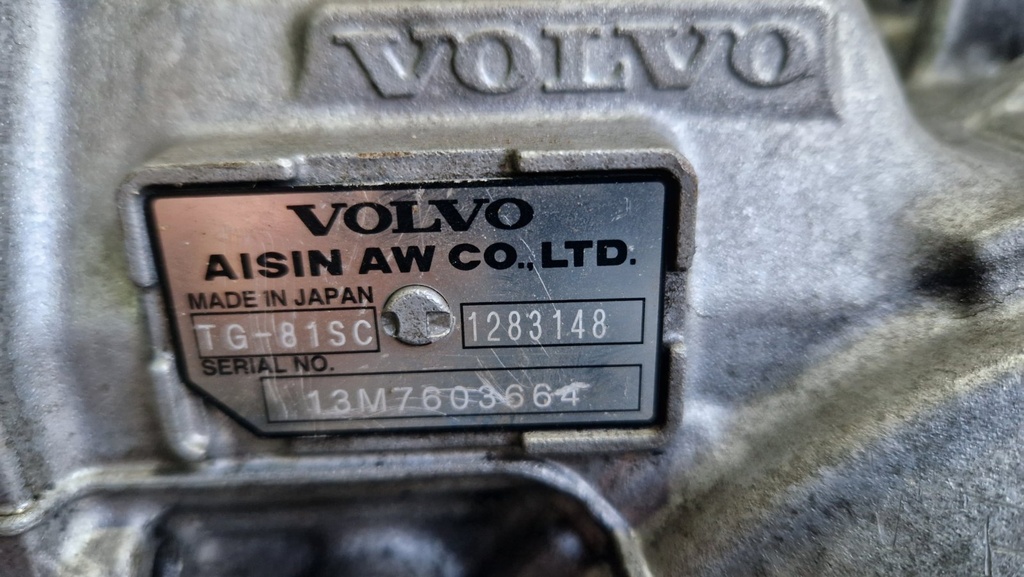 VOLVO
VOLVO
AISIN AW CO.,LTD.
MADE IN JAPAN
TG-81SC 1283148
SERIAL NO.
13M7603664